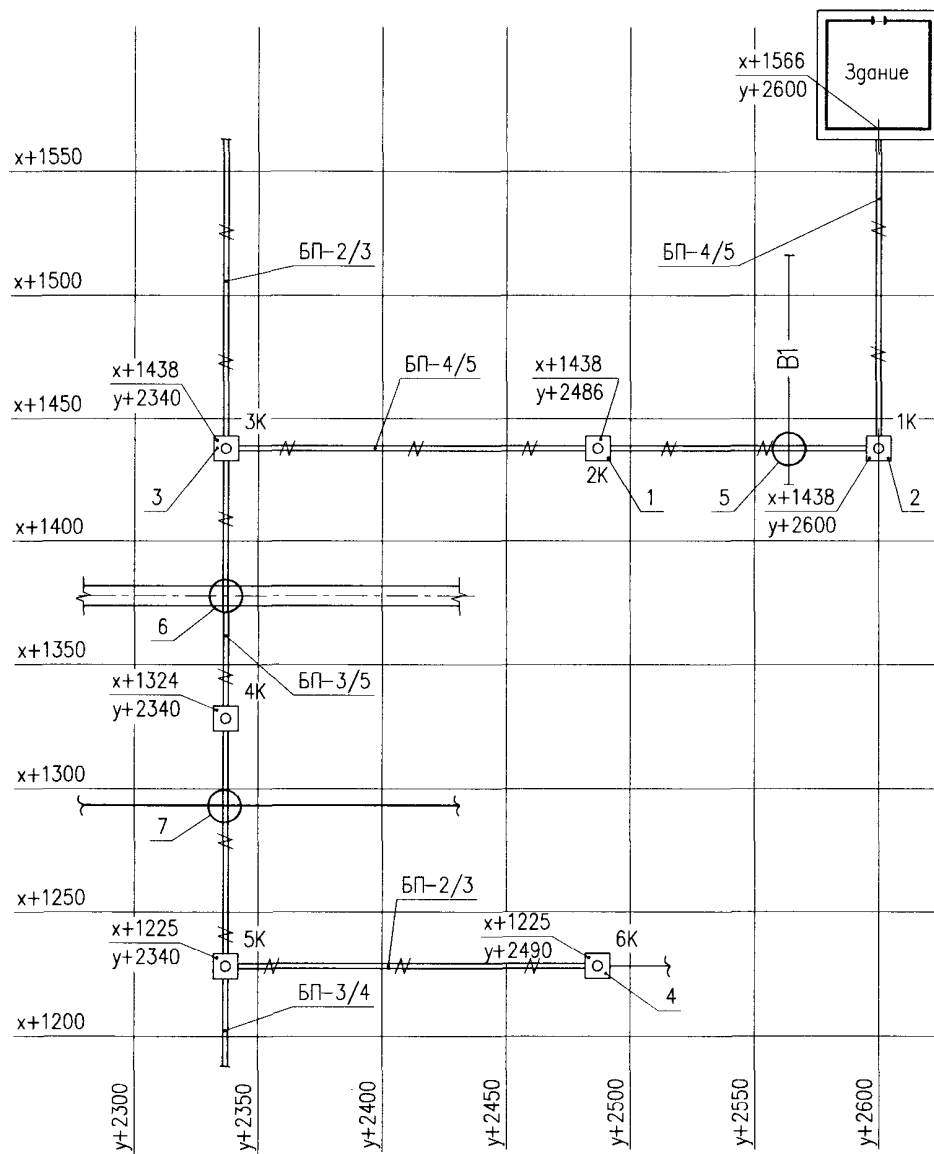 x+1566
y+2600
Здание
x+1550
БП-2/3
БП-4/5
x+1500
В1
x+1438
y+2340
БП-4/5
x+1438
y+2486
x+1450
3К
1К
3
2К
1
5
x+1438
y+2600
2
x+1400
6
x+1350
x+1324
y+2340
4К
БП-3/5
x+1300
7
x+1250
БП-2/3
x+1225
y+2340
5К
x+1225
y+2490
6К
4
БП-3/4
x+1200
y+2300
y+2350
y+2400
y+2450
y+2500
y+2550
y+2600